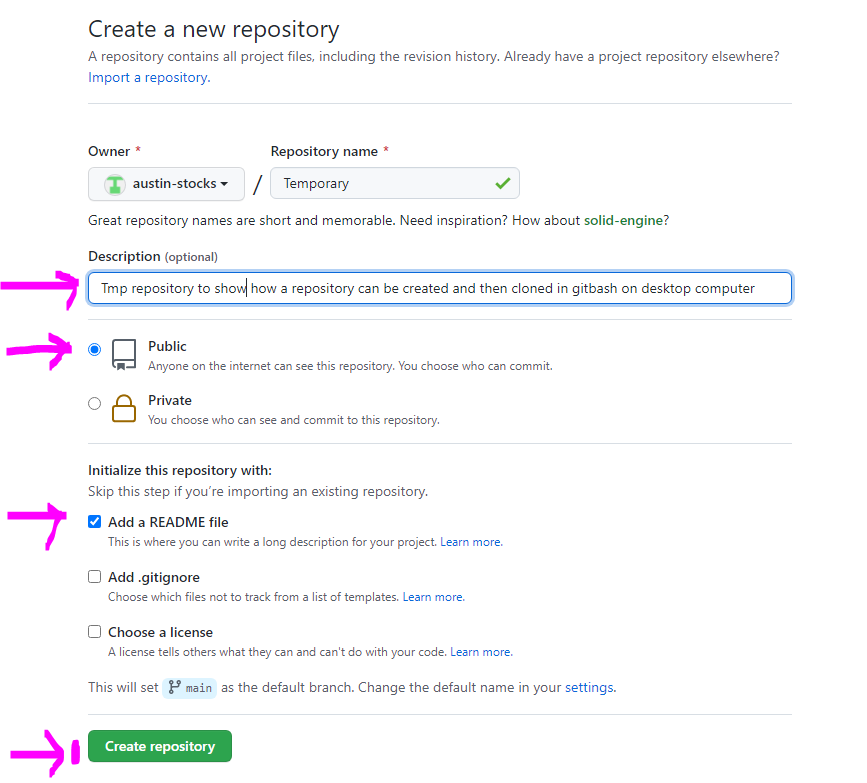 Create a new repository
A repository contains all project files, including the revision history. Already have a project repository elsewhere?
Import a repository.
Owner * Repository name *
austin-stocks / Temporary
Great repository names are short and memorable. Need inspiration? How about solid-engine?
Description (optional)
Tmp repository to show how a repository can be created and then cloned in gitbash on desktop computer
Public
Anyone on the internet can see this repository. You choose who can commit.
Private
You choose who can see and commit to this repository.
Initialize this repository with:
Skip this step if you're importing an existing repository.
Add a README file
This is where you can write a long description for your project. Learn more.
Add .gitignore
Choose which files not to track from a list of templates. Learn more.
Choose a license
A license tells others what they can and can't do with your code. Learn more.
This will set main as the default branch. Change the default name in your settings.
Create repository